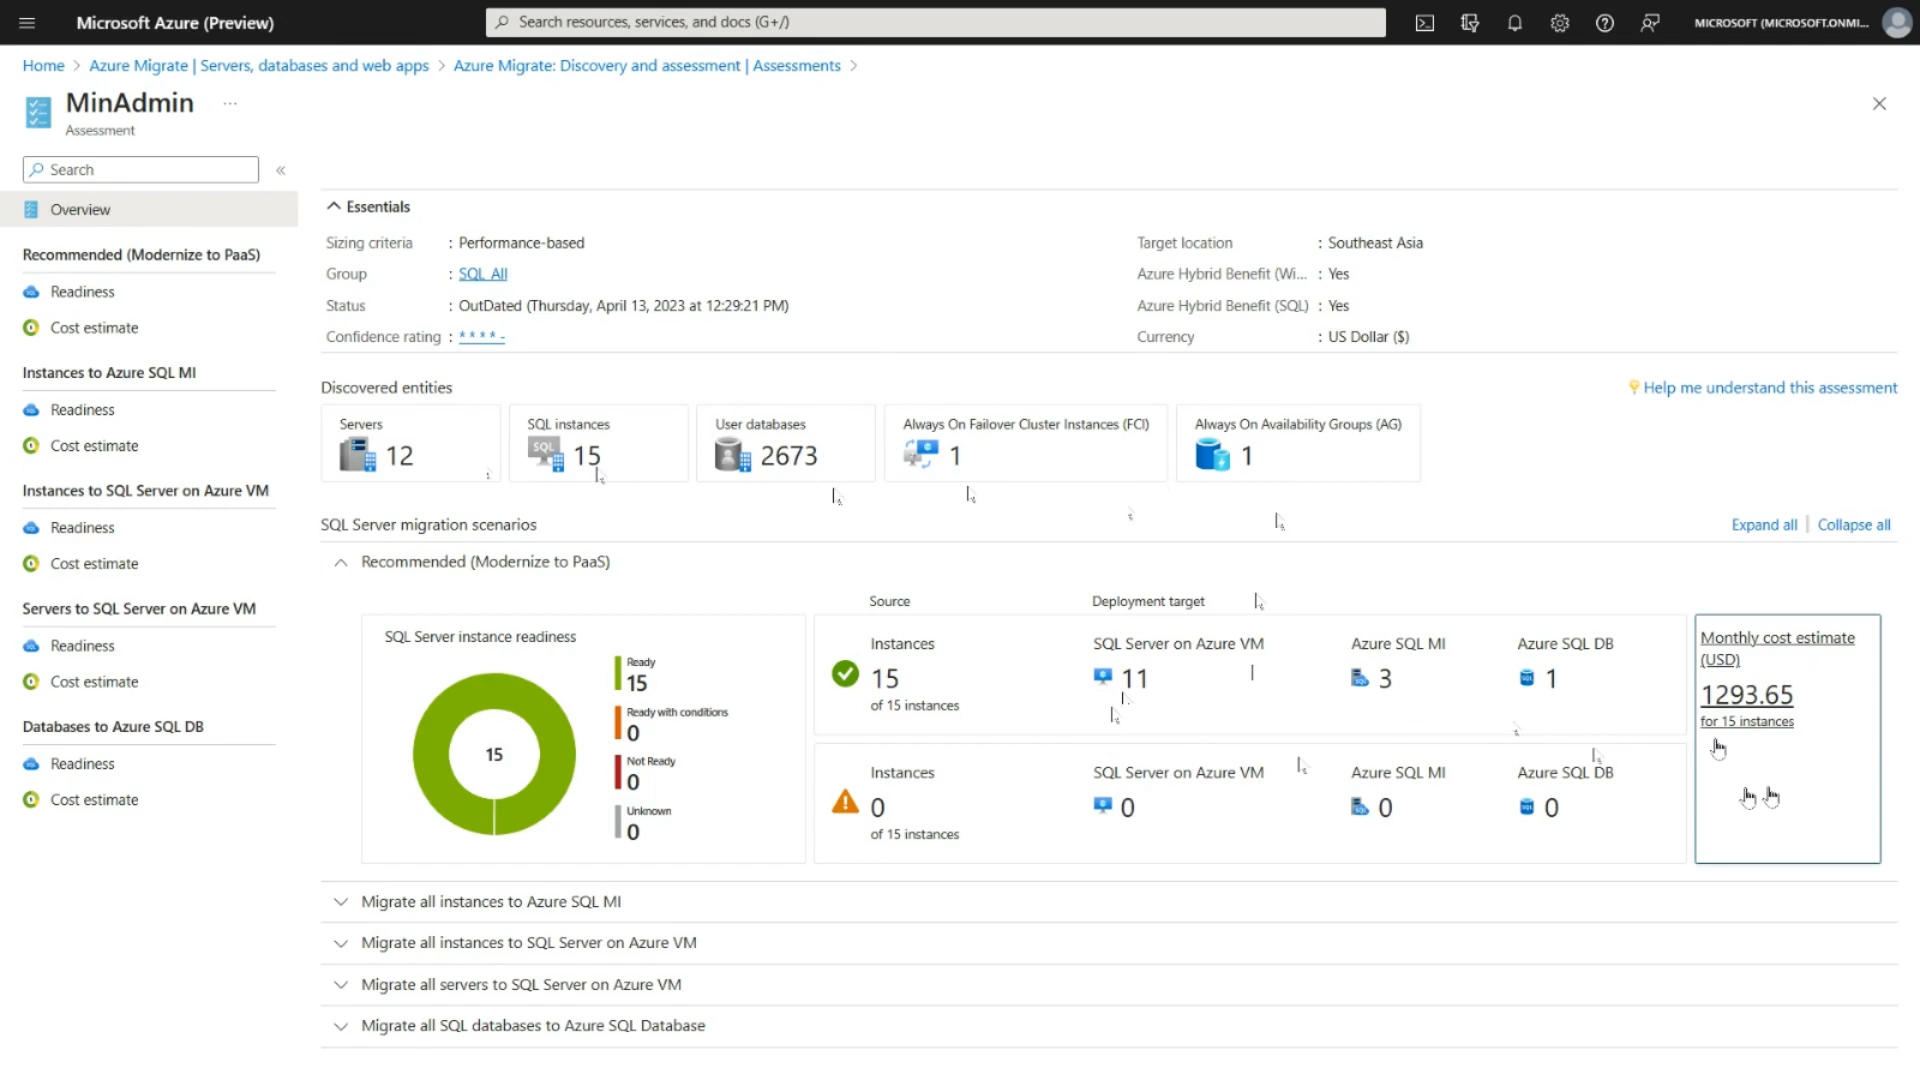 Microsoft Azure (Preview)
Search resources, services, and docs (G+/)
MICROSOFT (MICROSOFT.ONMI...
Home > Azure Migrate | Servers, databases and web apps > Azure Migrate: Discovery and assessment | Assessments >
MinAdmin ...
Assessment
Search
«
Overview
Recommended (Modernize to PaaS)
Readiness
Cost estimate
Instances to Azure SQL MI
Readiness
Cost estimate
Instances to SQL Server on Azure VM
Readiness
Cost estimate
Servers to SQL Server on Azure VM
Readiness
Cost estimate
Databases to Azure SQL DB
Readiness
Cost estimate
Essentials
Sizing criteria : Performance-based
Group : SQL_All
Status : OutDated (Thursday, April 13, 2023 at 12:29:21 PM)
Confidence rating : * * * * -
Target location : Southeast Asia
Azure Hybrid Benefit (Wi... : Yes
Azure Hybrid Benefit (SQL) : Yes
Currency : US Dollar ($)
Discovered entities
Help me understand this assessment
Servers
12
SQL instances
SQL
15
User databases
2673
Always On Failover Cluster Instances (FCI)
1
Always On Availability Groups (AG)
1
SQL Server migration scenarios
Expand all | Collapse all
Recommended (Modernize to PaaS)
Source
Deployment target
SQL Server instance readiness
15
Ready
15
Ready with conditions
0
Not Ready
0
Unknown
0
Instances
15
of 15 instances
SQL Server on Azure VM
11
Azure SQL MI
3
Azure SQL DB
1
Instances
0
of 15 instances
SQL Server on Azure VM
0
Azure SQL MI
0
Azure SQL DB
0
Monthly cost estimate
(USD)
1293.65
for 15 instances
Migrate all instances to Azure SQL MI
Migrate all instances to SQL Server on Azure VM
Migrate all servers to SQL Server on Azure VM
Migrate all SQL databases to Azure SQL Database